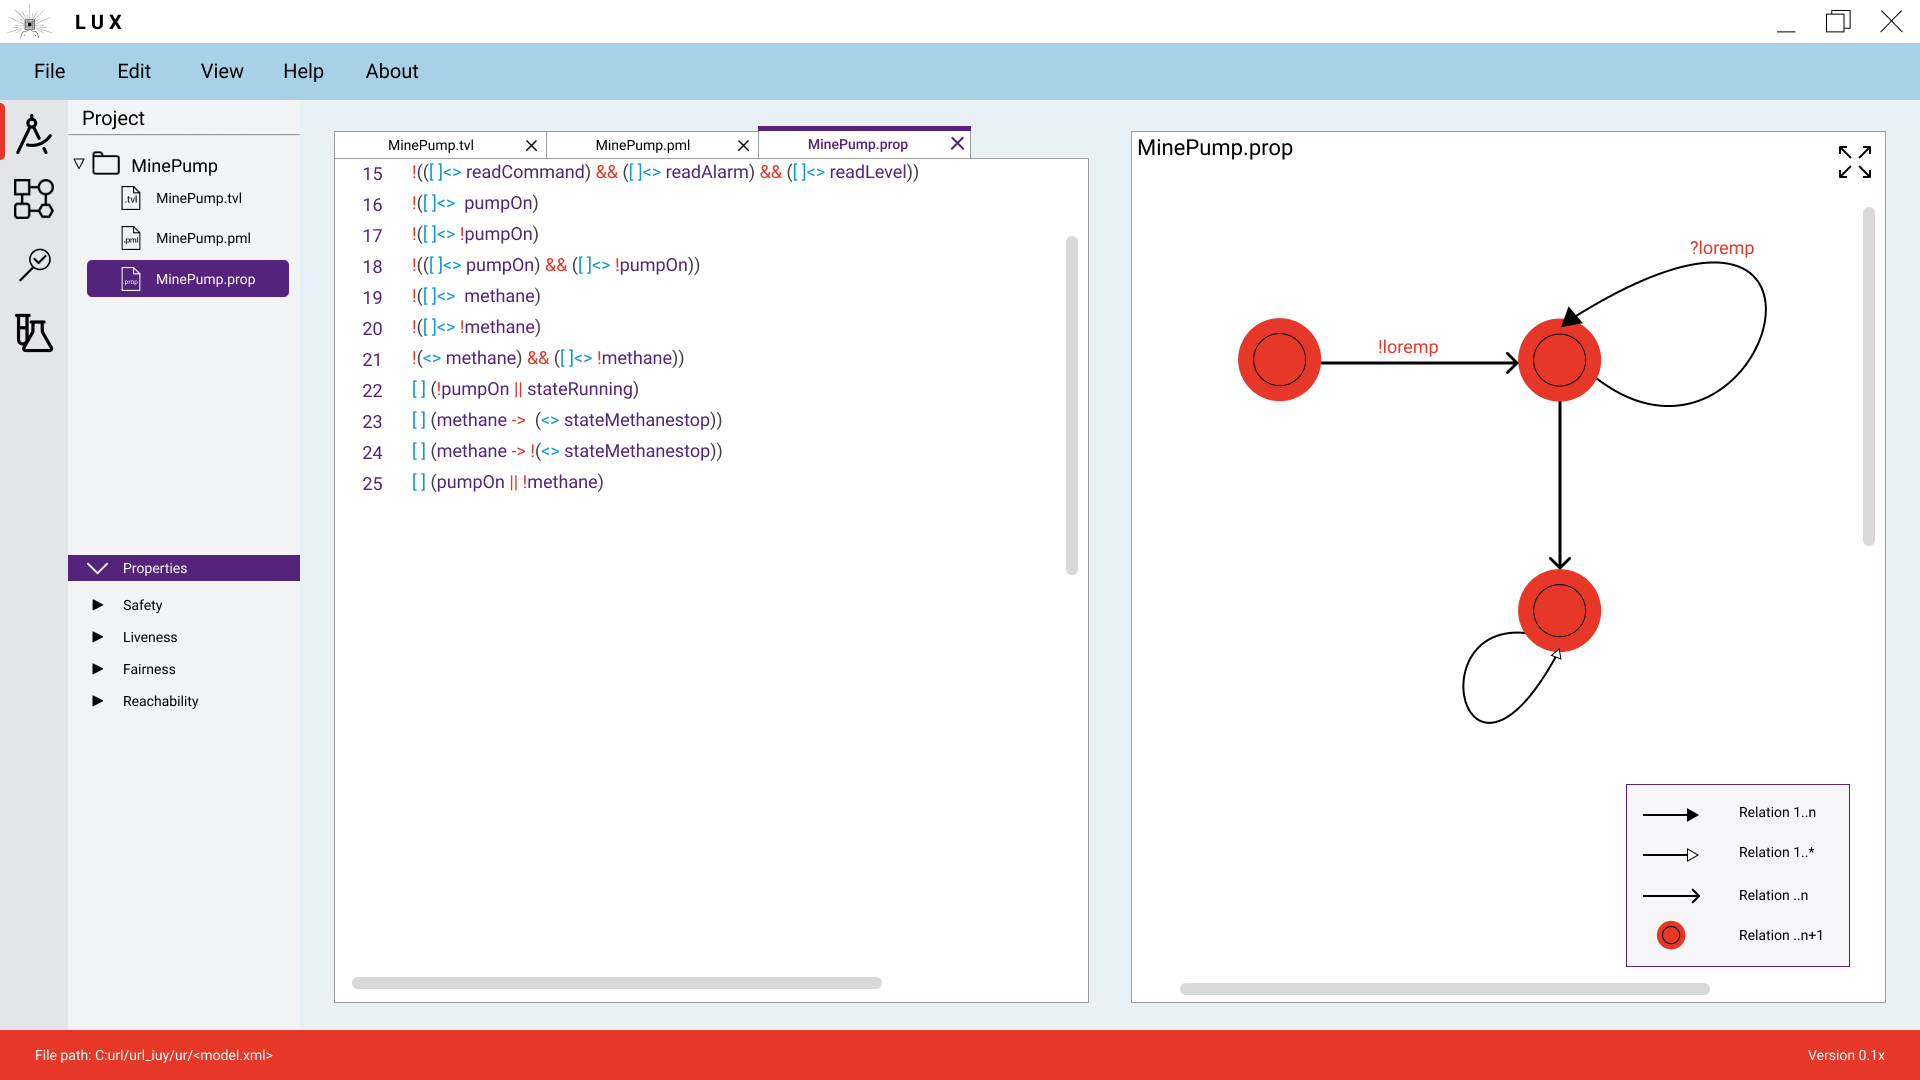 LUX
File Edit View Help About
Project
MinePump
MinePump.tvl
MinePump.pml
MinePump.prop
.tvl
.pml
.prop
Properties
Safety
Liveness
Fairness
Reachability
MinePump.tvl MinePump.pml MinePump.prop
15 !(([ ]<> readCommand) && ([ ]<> readAlarm) && ([ ]<> readLevel))
16 !([ ]<>  pumpOn)
17 !([ ]<> !pumpOn)
18 !(([ ]<> pumpOn) && ([ ]<> !pumpOn))
19 !([ ]<>  methane)
20 !([ ]<> !methane)
21 !(<> methane) && ([ ]<> !methane))
22 [ ] (!pumpOn || stateRunning)
23 [ ] (methane ->  (<> stateMethanestop))
24 [ ] (methane -> !(<> stateMethanestop))
25 [ ] (pumpOn || !methane)
MinePump.prop
?loremp
!loremp
Relation 1..n
Relation 1..*
Relation ..n
Relation ..n+1
File path: C:url/url_iuy/ur/<model.xml>
Version 0.1x